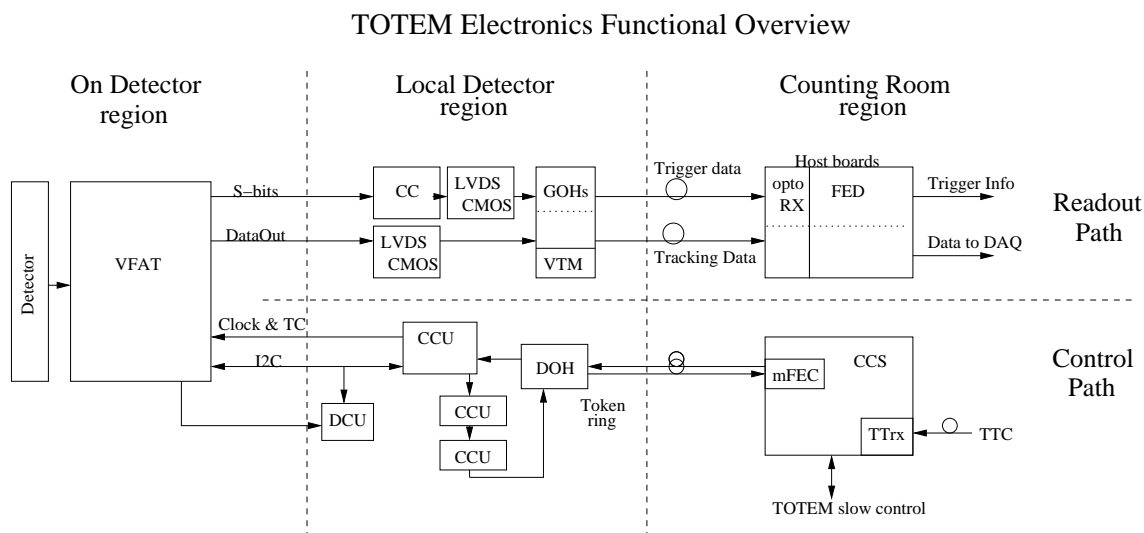 TOTEM Electronics Functional Overview
On Detector
region
Local Detector
region
Counting Room
region
Detector
VFAT
S−bits
DataOut
CC
LVDS
CMOS
LVDS
CMOS
GOHs
VTM
Trigger data
Tracking Data
Host boards
opto
RX
FED
Trigger Info
Data to DAQ
Readout
Path
Clock & TC
I2C
DCU
CCU
CCU
CCU
DOH
Token
ring
mFEC
CCS
TTrx
TTC
TOTEM slow control
Control
Path